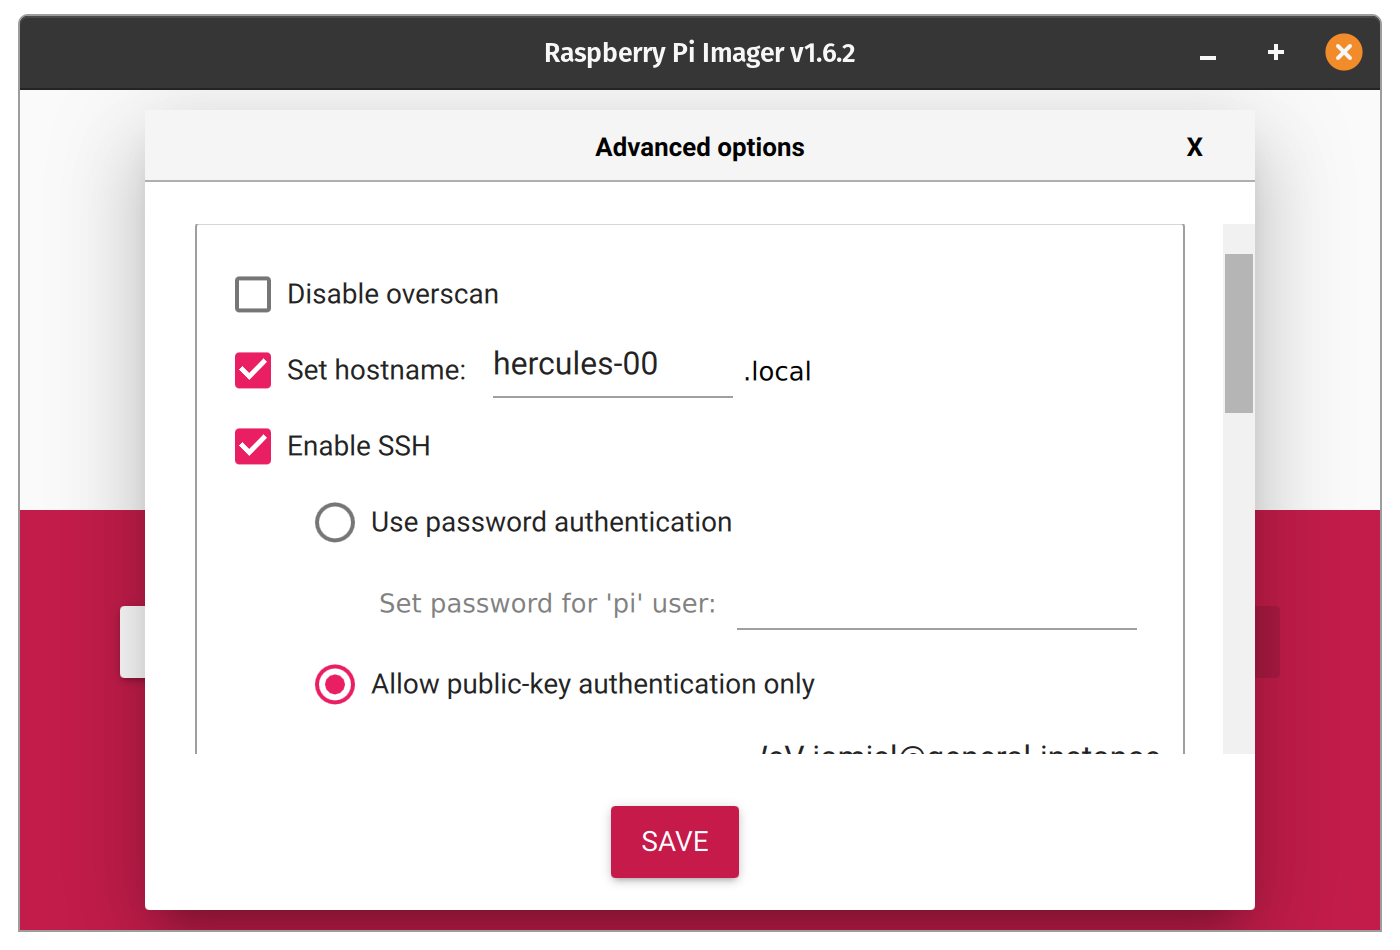 Raspberry Pi Imager v1.6.2
Advanced options
X
Disable overscan
Set hostname: hercules-00 .local
Enable SSH
Use password authentication
Set password for 'pi' user:
Allow public-key authentication only
SAVE